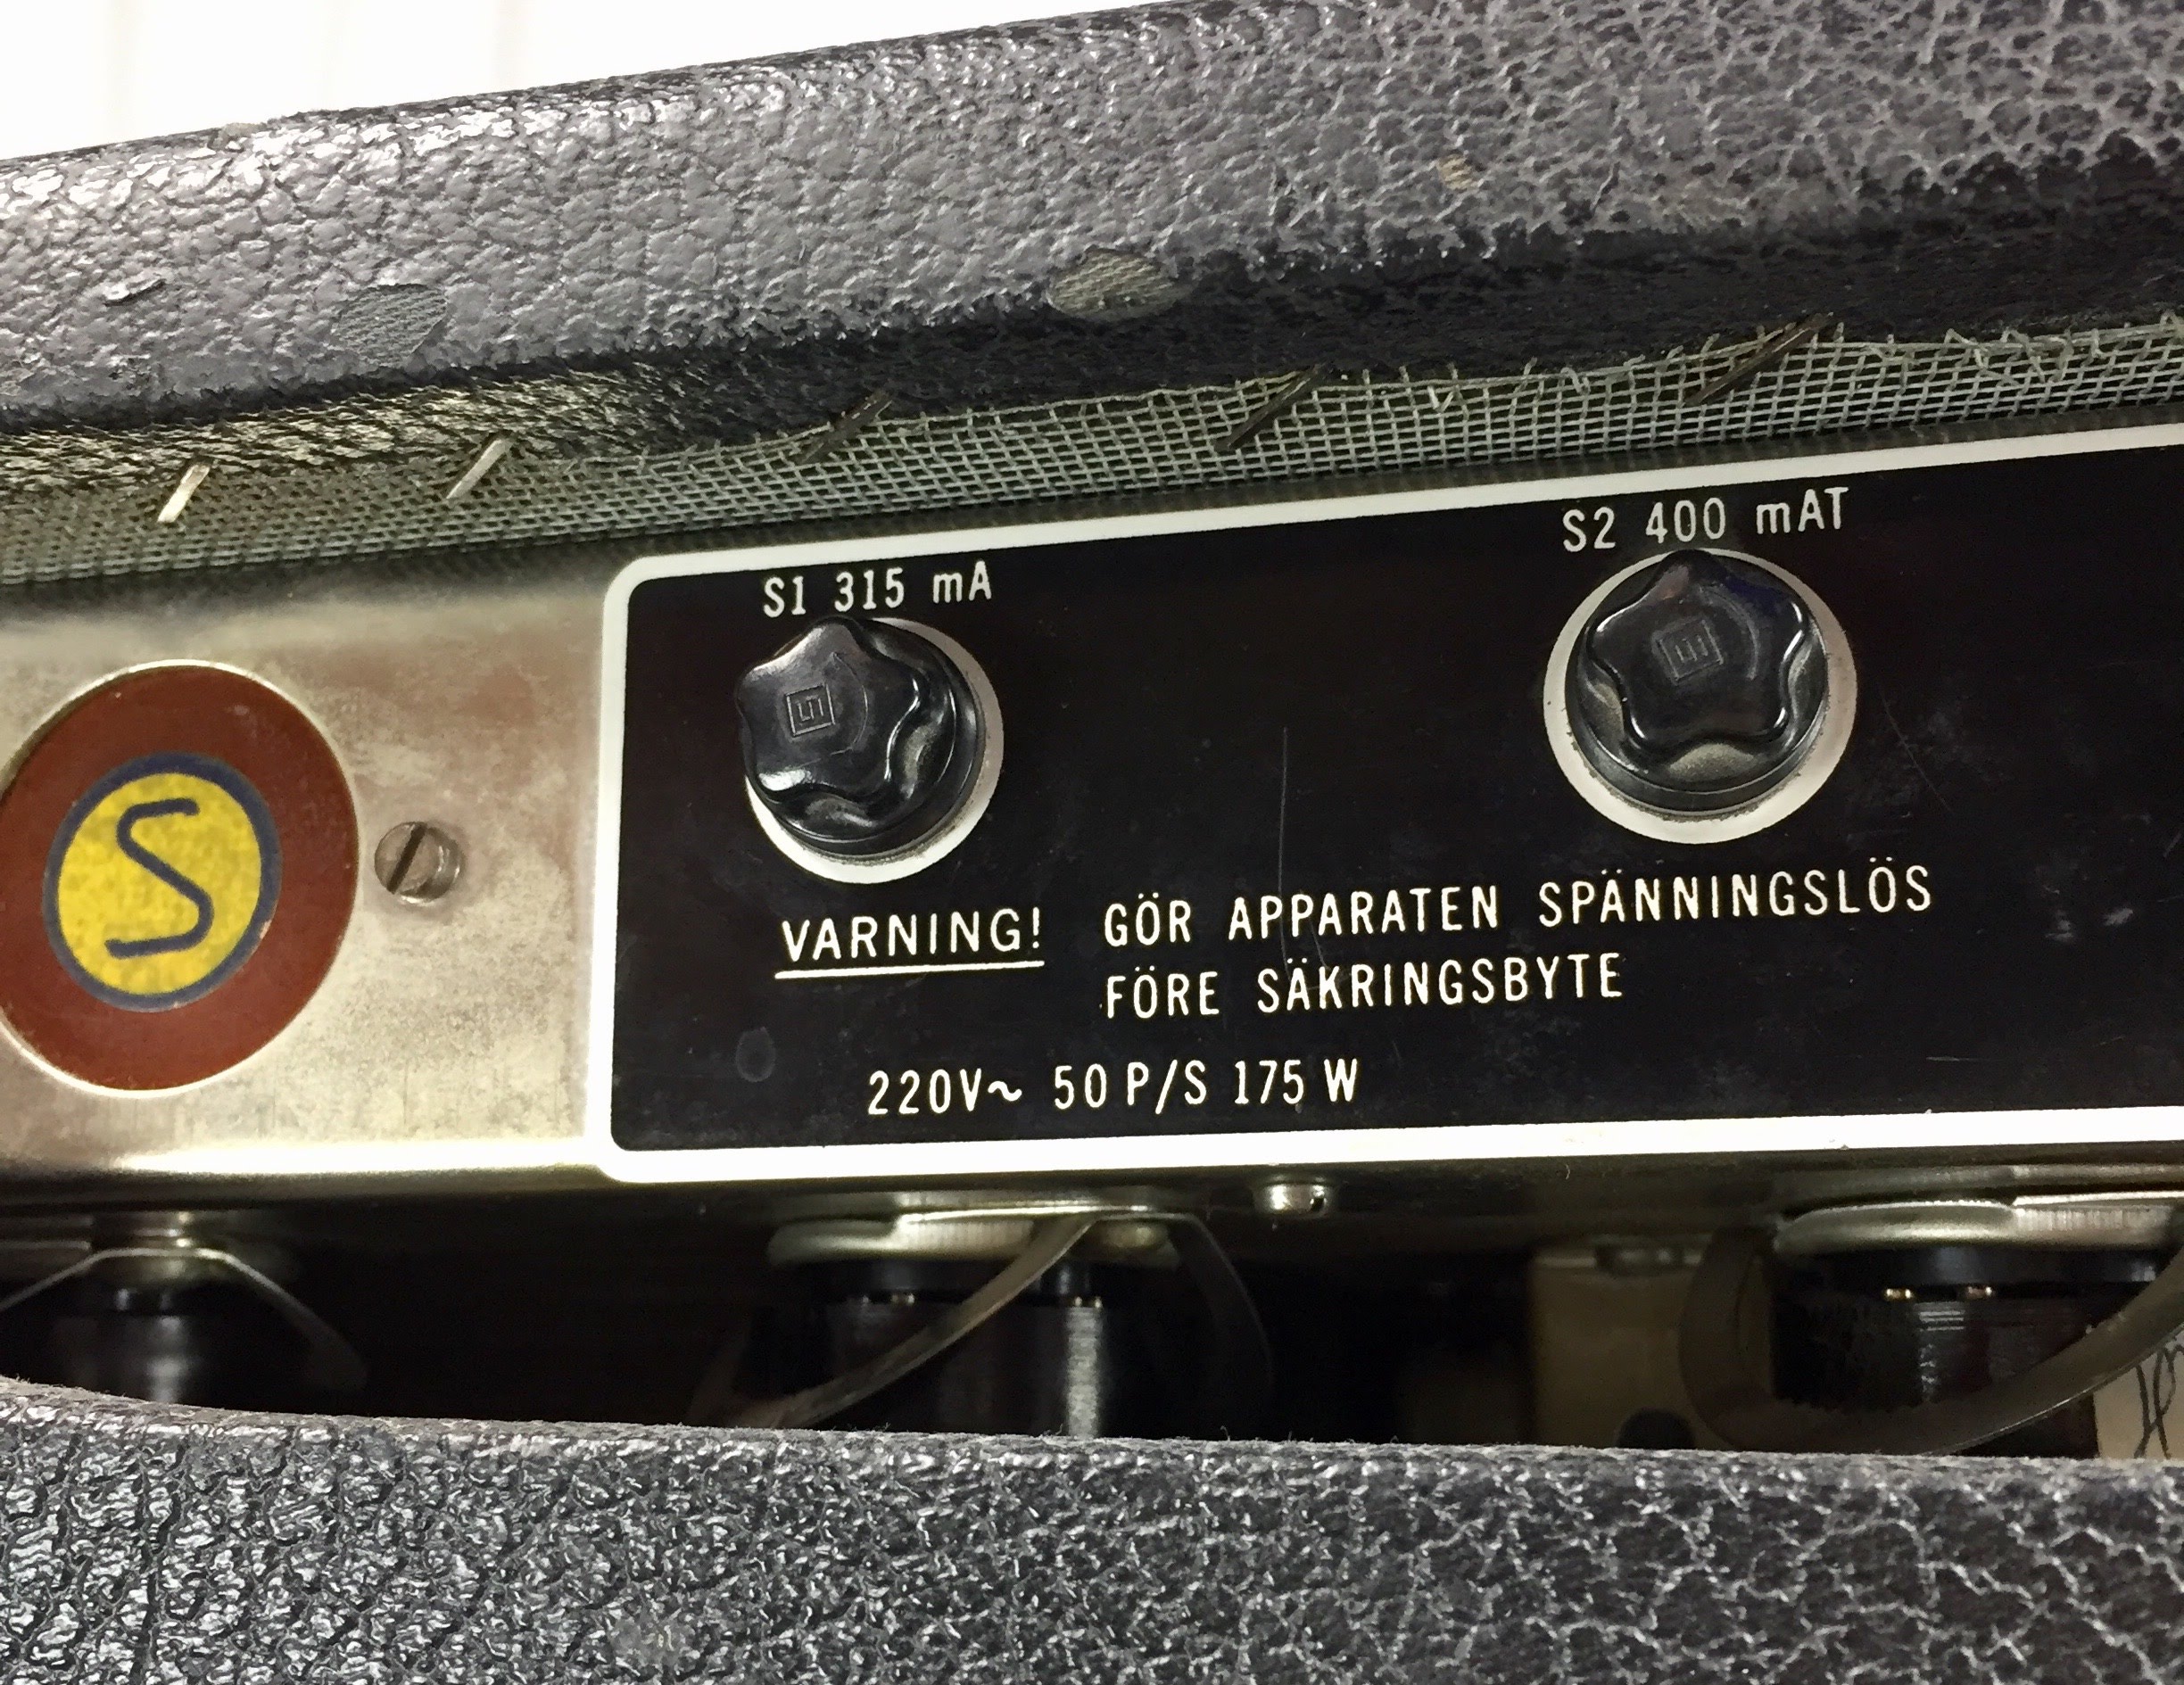 S2 400 mAT
S1 315 mA
S
VARNING! GÖR APPARATEN SPÄNNINGSLÖS
FÖRE SÄKRINGSBYTE
220V~ 50 P/S 175 W